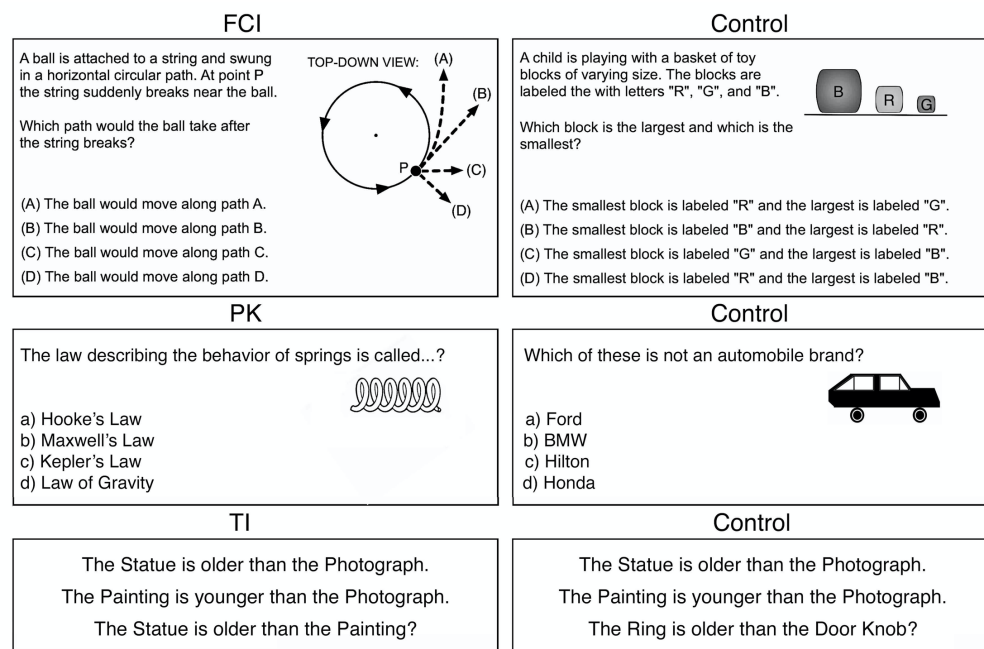 FCI
A ball is attached to a string and swung
in a horizontal circular path. At point P
the string suddenly breaks near the ball.
Which path would the ball take after
the string breaks?
TOP-DOWN VIEW:
(A)
(B)
P
(C)
(D)
(A) The ball would move along path A.
(B) The ball would move along path B.
(C) The ball would move along path C.
(D) The ball would move along path D.
Control
A child is playing with a basket of toy
blocks of varying size. The blocks are
labeled the with letters "R", "G", and "B".
Which block is the largest and which is the
smallest?
B
R
G
(A) The smallest block is labeled "R" and the largest is labeled "G".
(B) The smallest block is labeled "B" and the largest is labeled "R".
(C) The smallest block is labeled "G" and the largest is labeled "B".
(D) The smallest block is labeled "R" and the largest is labeled "B".
PK
The law describing the behavior of springs is called...?
a) Hooke's Law
b) Maxwell's Law
c) Kepler's Law
d) Law of Gravity
Control
Which of these is not an automobile brand?
a) Ford
b) BMW
c) Hilton
d) Honda
TI
The Statue is older than the Photograph.
The Painting is younger than the Photograph.
The Statue is older than the Painting?
Control
The Statue is older than the Photograph.
The Painting is younger than the Photograph.
The Ring is older than the Door Knob?